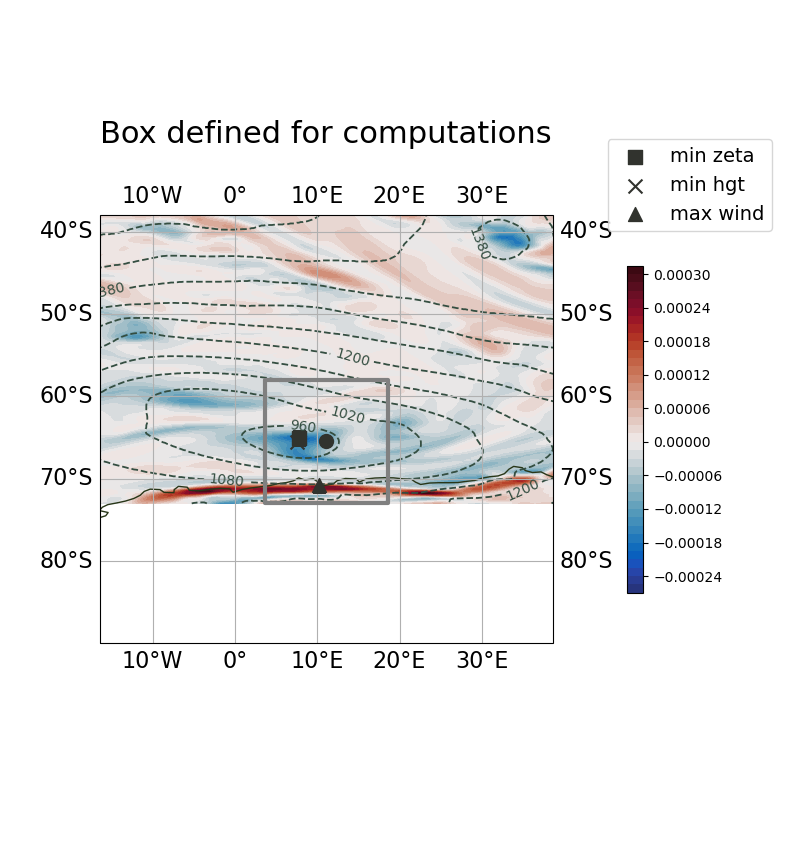 Box defined for computations
min zeta
min hgt
max wind
10°W 0° 10°E 20°E 30°E
40°S 40°S
1380
380
50°S 50°S
1200
60°S 60°S
1020
960
70°S 70°S
1080
1200
80°S 80°S
10°W 0° 10°E 20°E 30°E
0.00030
0.00024
0.00018
0.00012
0.00006
0.00000
−0.00006
−0.00012
−0.00018
−0.00024